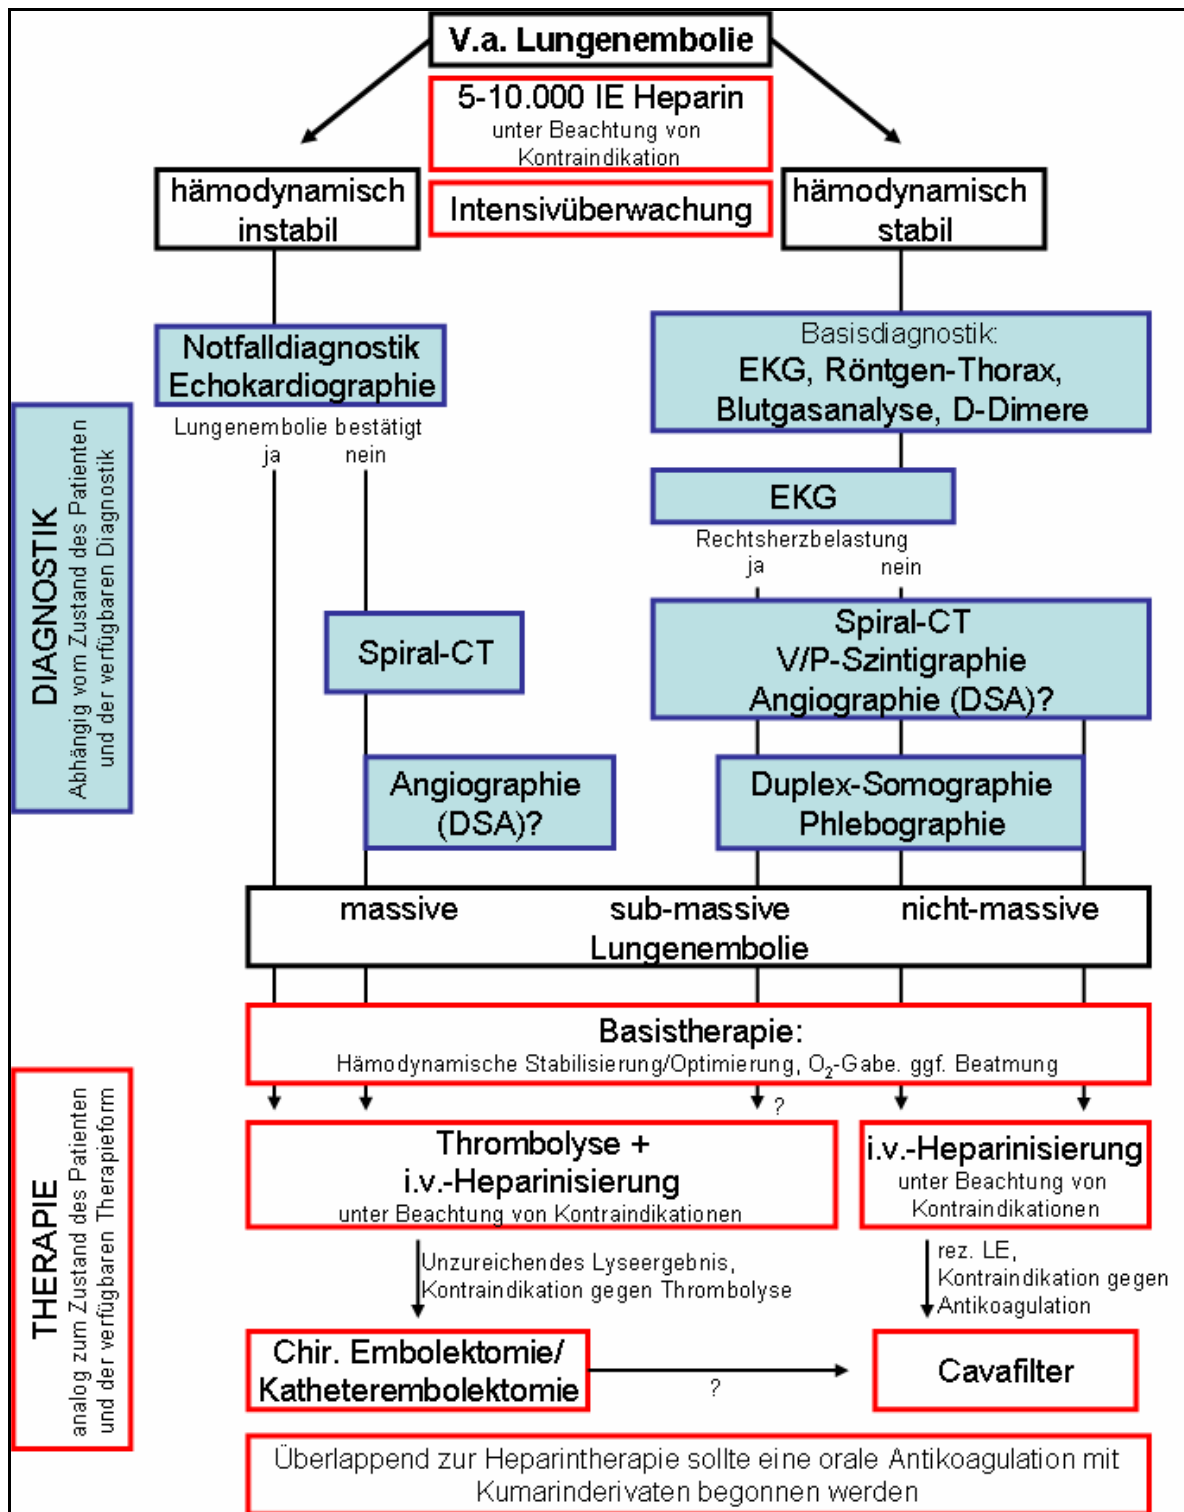 V.a. Lungenembolie
5-10.000 IE Heparin
unter Beachtung von
Kontraindikation
Intensivüberwachung
hämodynamisch
instabil
hämodynamisch
stabil
Notfalldiagnostik
Echokardiographie
Lungenembolie bestätigt
ja
nein
Basisdiagnostik:
EKG, Röntgen-Thorax,
Blutgasanalyse, D-Dimere
EKG
Rechtsherzbelastung
ja
nein
DIAGNOSTIK
Abhängig vom Zustand des Patienten
und der verfügbaren Diagnostik
Spiral-CT
Spiral-CT
V/P-Szintigraphie
Angiographie (DSA)?
Angiographie
(DSA)?
Duplex-Somographie
Phlebographie
massive
sub-massive
nicht-massive
Lungenembolie
Basistherapie:
Hämodynamische Stabilisierung/Optimierung, O₂-Gabe. ggf. Beatmung
?
THERAPIE
analog zum Zustand des Patienten
und der verfügbaren Therapieform
Thrombolyse +
i.v.-Heparinisierung
unter Beachtung von Kontraindikationen
i.v.-Heparinisierung
unter Beachtung von
Kontraindikationen
Unzureichendes Lyseergebnis,
Kontraindikation gegen Thrombolyse
rez. LE,
Kontraindikation gegen
Antikoagulation
Chir. Embolektomie/
Katheterembolektomie
?
Cavafilter
Überlappend zur Heparintherapie sollte eine orale Antikoagulation mit
Kumarinderivaten begonnen werden